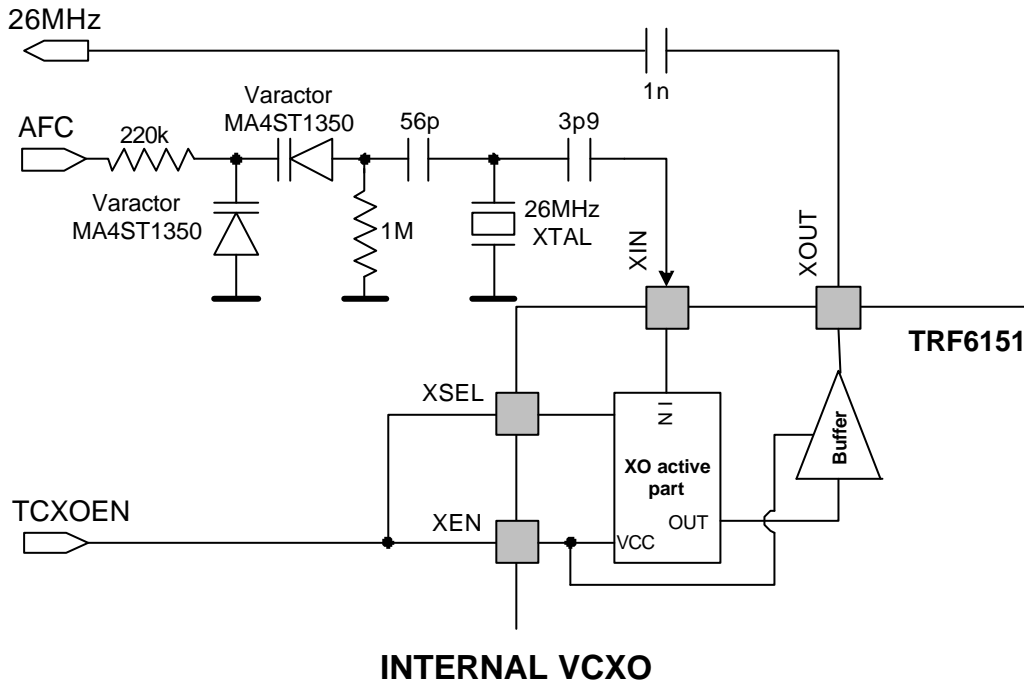 26MHz
1n
Varactor
MA4ST1350
56p
3p9
AFC
220k
Varactor
MA4ST1350
1M
26MHz
XTAL
XIN
XOUT
TRF6151
XSEL
IN
Buffer
XO active
part
TCXOEN
XEN
OUT
VCC
INTERNAL VCXO